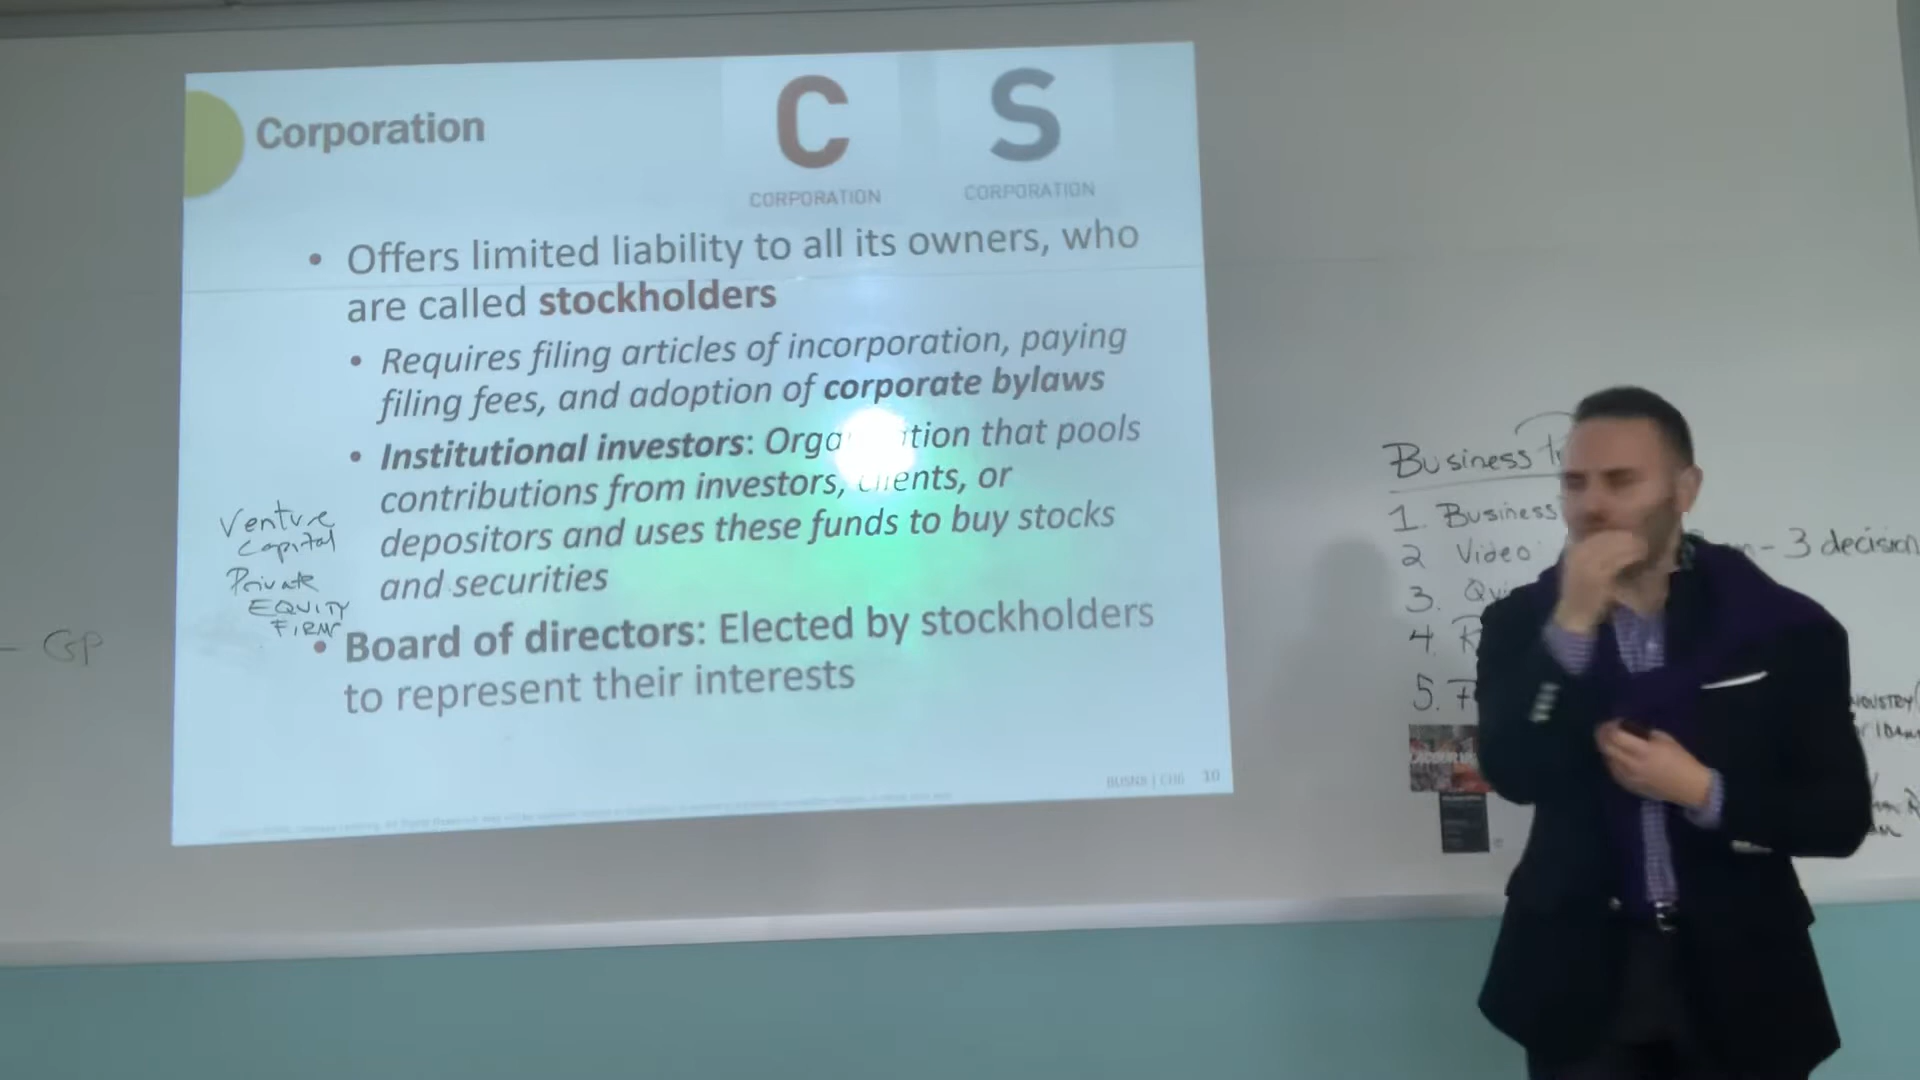 Corporation
C
CORPORATION
S
CORPORATION
• Offers limited liability to all its owners, who
are called stockholders
• Requires filing articles of incorporation, paying
filing fees, and adoption of corporate bylaws
• Institutional investors: Orga tion that pools
contributions from investors, clients, or
depositors and uses these funds to buy stocks
and securities
• Board of directors: Elected by stockholders
to represent their interests
10
Venture
Capital
Private
EQUITY
FIRM
- GP
Business
1. Business
2 Video
- 3 decision
3.
4.
5.